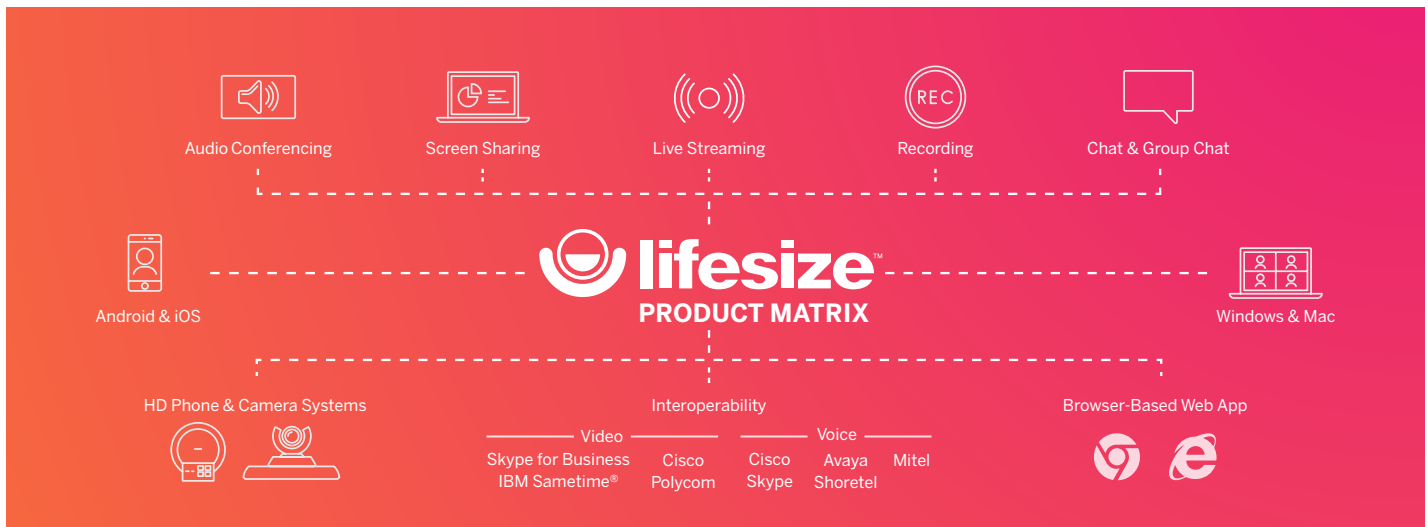 REC
Audio Conferencing
Screen Sharing
Live Streaming
Recording
Chat & Group Chat
lifesize™
PRODUCT MATRIX
Android & iOS
Windows & Mac
HD Phone & Camera Systems
Interoperability
Browser-Based Web App
Video
Skype for Business
IBM Sametime®
Cisco
Polycom
Voice
Cisco
Skype
Avaya
Shoretel
Mitel